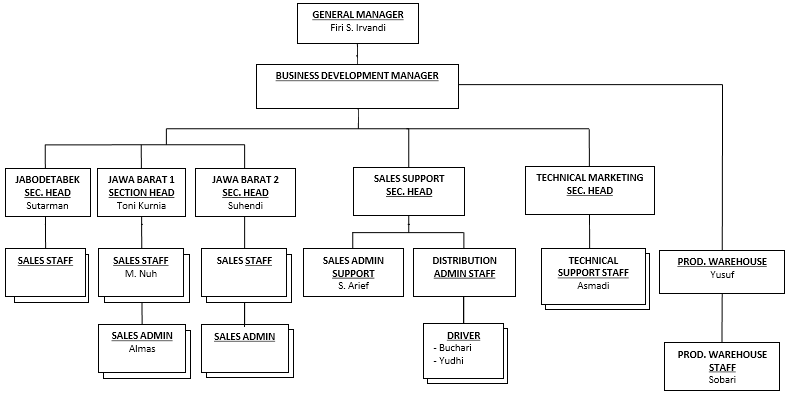 GENERAL MANAGER
Firi S. Irvandi
BUSINESS DEVELOPMENT MANAGER
JABODETABEK
SEC. HEAD
Sutarman
JAWA BARAT 1
SECTION HEAD
Toni Kurnia
JAWA BARAT 2
SEC. HEAD
Suhendi
SALES SUPPORT
SEC. HEAD
TECHNICAL MARKETING
SEC. HEAD
SALES STAFF
SALES STAFF
M. Nuh
SALES STAFF
SALES ADMIN
SUPPORT
S. Arief
DISTRIBUTION
ADMIN STAFF
TECHNICAL
SUPPORT STAFF
Asmadi
PROD. WAREHOUSE
Yusuf
SALES ADMIN
Almas
SALES ADMIN
DRIVER
- Buchari
- Yudhi
PROD. WAREHOUSE
STAFF
Sobari